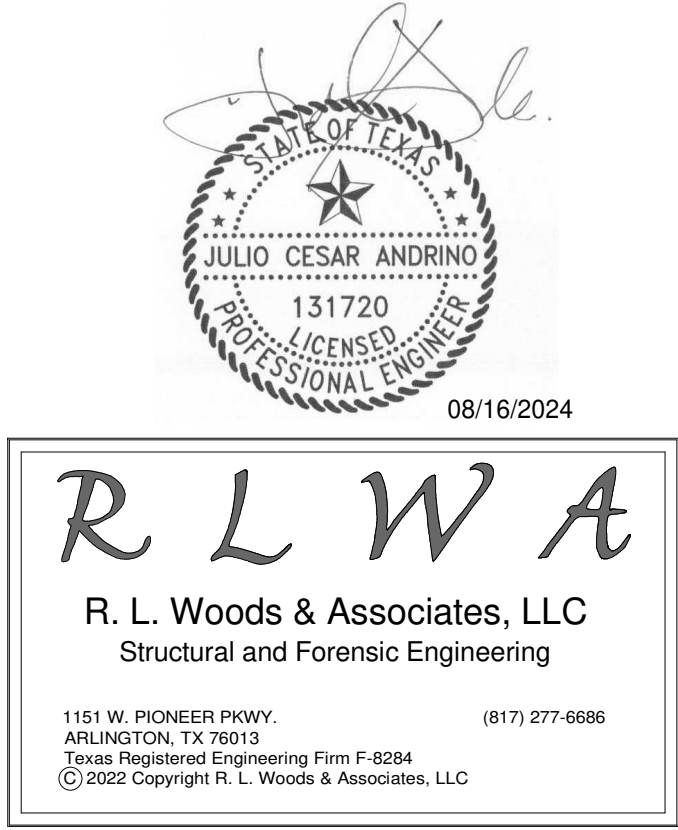 STATE OF TEXAS
JULIO CESAR ANDRINO
131720
LICENSED
PROFESSIONAL ENGINEER
08/16/2024
R L W A
R. L. Woods & Associates, LLC
Structural and Forensic Engineering
1151 W. PIONEER PKWY. (817) 277-6686
ARLINGTON, TX 76013
Texas Registered Engineering Firm F-8284
© 2022 Copyright R. L. Woods & Associates, LLC